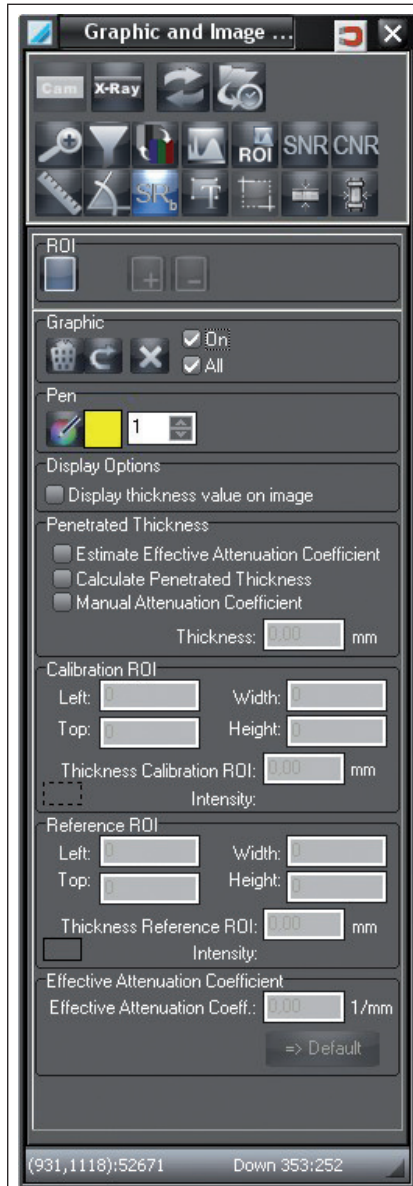 Graphic and Image ...
Cam X-Ray
ROI SNR CNR
SRb T
ROI
Graphic
On
All
Pen
1
Display Options
Display thickness value on image
Penetrated Thickness
Estimate Effective Attenuation Coefficient
Calculate Penetrated Thickness
Manual Attenuation Coefficient
Thickness: 0,00 mm
Calibration ROI
Left: 0 Width: 0
Top: 0 Height: 0
Thickness Calibration ROI: 0,00 mm
Intensity:
Reference ROI
Left: 0 Width: 0
Top: 0 Height: 0
Thickness Reference ROI: 0,00 mm
Intensity:
Effective Attenuation Coefficient
Effective Attenuation Coeff.: 0,00 1/mm
=> Default
(931,1118):52671 Down 353:252